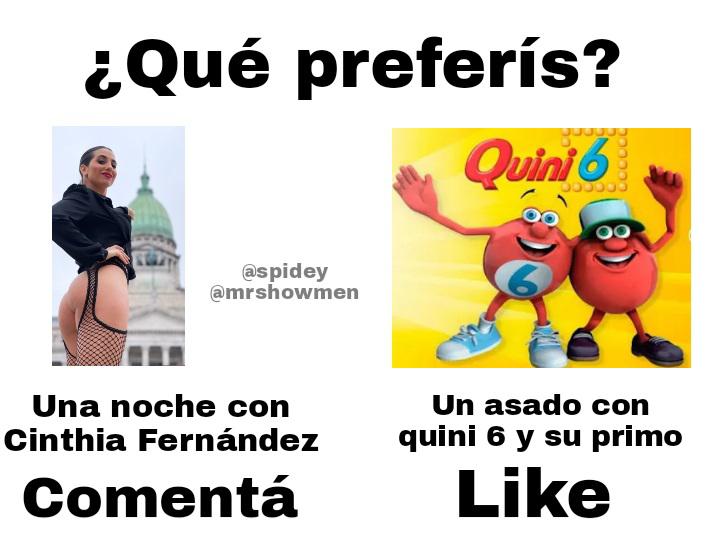 ¿Qué preferís?
Quini 6
6
@spidey
@mrshowmen
Una noche con
Cinthia Fernández
Comentá
Un asado con
quini 6 y su primo
Like